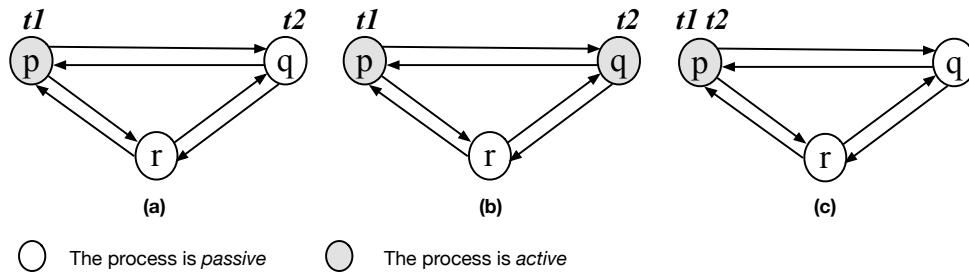 t1 t2 t1 t2 t1 t2
p q p q p q
r r r
(a) (b) (c)
The process is passive The process is active